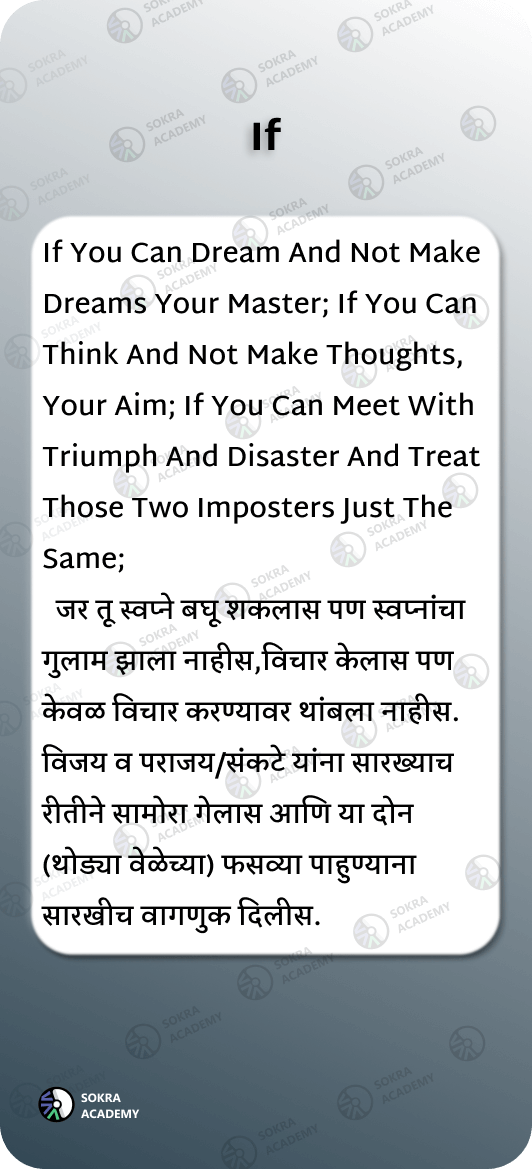 If
If You Can Dream And Not Make
Dreams Your Master; If You Can
Think And Not Make Thoughts,
Your Aim; If You Can Meet With
Triumph And Disaster And Treat
Those Two Imposters Just The
Same;
जर तू स्वप्ने बघू शकलास पण स्वप्नांचा
गुलाम झाला नाहीस,विचार केलास पण
केवळ विचार करण्यावर थांबला नाहीस.
विजय व पराजय/संकटे यांना सारख्याच
रीतीने सामोरा गेलास आणि या दोन
(थोड्या वेळेच्या) फसव्या पाहुण्याना
सारखीच वागणुक दिलीस.
SOKRA
ACADEMY